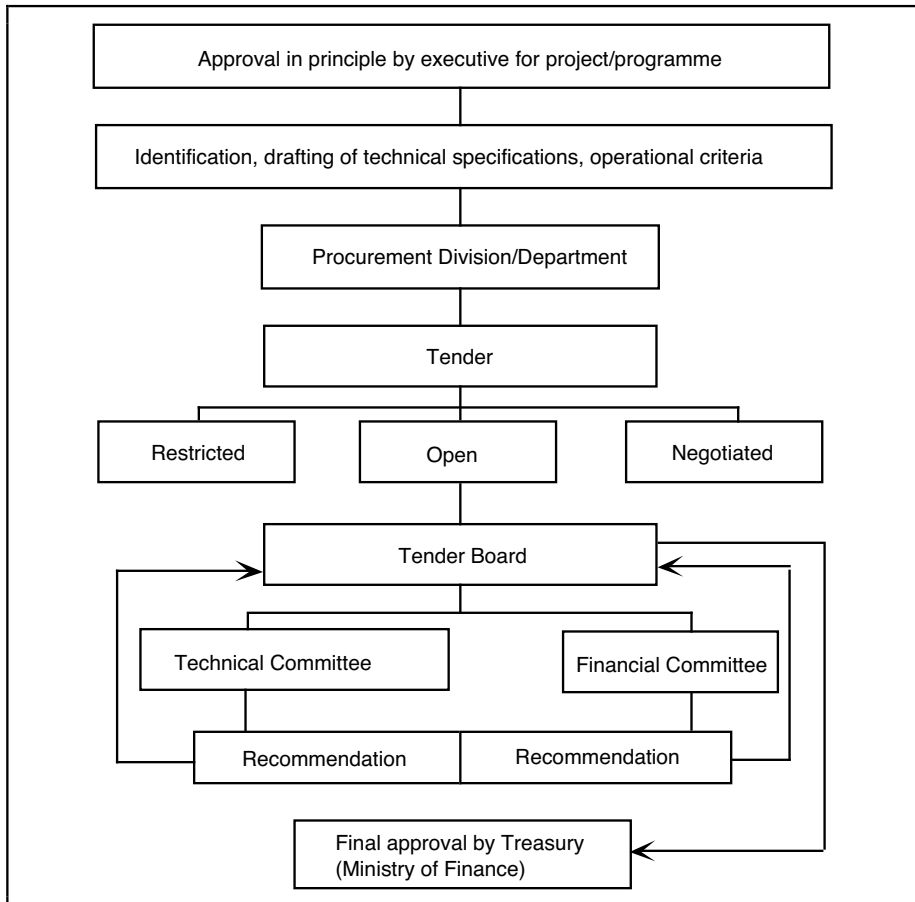 Approval in principle by executive for project/programme
Identification, drafting of technical specifications, operational criteria
Procurement Division/Department
Tender
Restricted
Open
Negotiated
Tender Board
Technical Committee
Financial Committee
Recommendation
Recommendation
Final approval by Treasury
(Ministry of Finance)